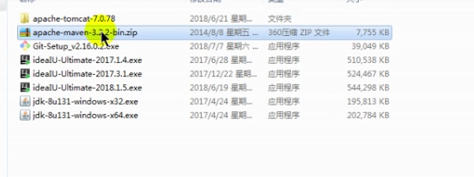 apache-tomcat-7.0.78 2018/6/21 星期... 文件夹
apache-maven-3.2.2-bin.zip 2014/8/8 星期五 ... 360压缩 ZIP 文件 7,755 KB
Git-Setup_v2.16.0.2.exe 2018/7/7 星期六 ... 应用程序 39,049 KB
ideaIU-Ultimate-2017.1.4.exe 2017/6/28 星期... 应用程序 510,538 KB
ideaIU-Ultimate-2017.3.1.exe 2017/12/22 星期... 应用程序 524,467 KB
ideaIU-Ultimate-2018.1.5.exe 2018/6/19 星期... 应用程序 544,298 KB
jdk-8u131-windows-x32.exe 2017/4/24 星期... 应用程序 195,813 KB
jdk-8u131-windows-x64.exe 2017/4/24 星期... 应用程序 202,784 KB